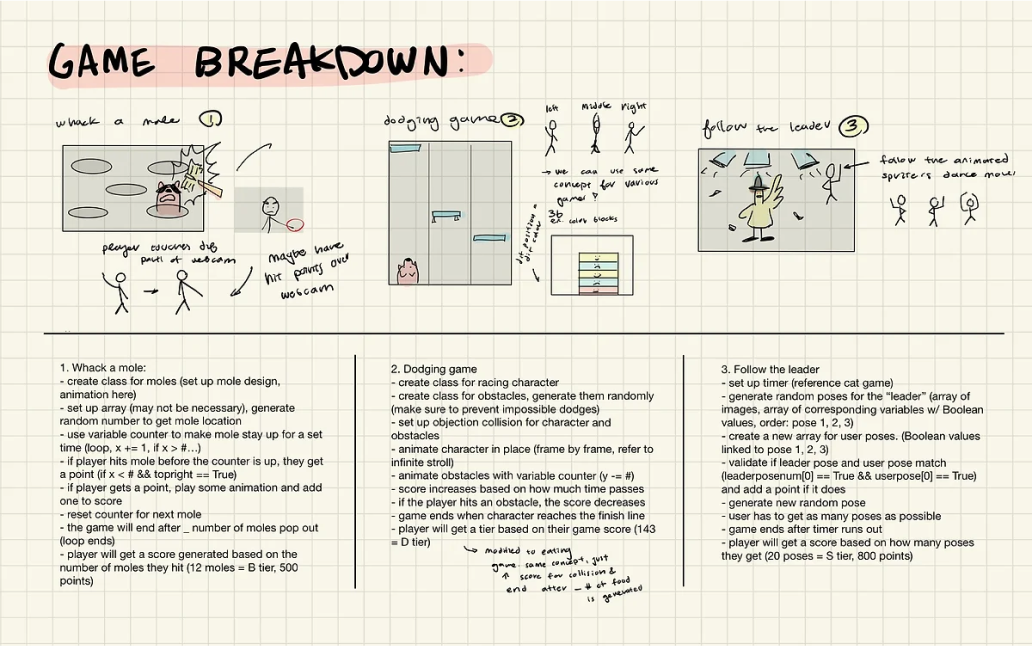 GAME BREAKDOWN:
whack a mole 1
player touches diff
parts of webcam
maybe have
hit points over
webcam
dodging game 2
left middle right
→ we can use same
concept for various
games!
3b
ex. color blocks
diff position =
diff color
follow the leader 3
follow the animated
spriters dance moves
1. Whack a mole:
- create class for moles (set up mole design,
animation here)
- set up array (may not be necessary), generate
random number to get mole location
- use variable counter to make mole stay up for a set
time (loop, x += 1, if x > #...)
- if player hits mole before the counter is up, they get
a point (if x < # && topright == True)
- if player gets a point, play some animation and add
one to score
- reset counter for next mole
- the game will end after _ number of moles pop out
(loop ends)
- player will get a score generated based on the
number of moles they hit (12 moles = B tier, 500
points)
2. Dodging game
- create class for racing character
- create class for obstacles, generate them randomly
(make sure to prevent impossible dodges)
- set up objection collision for character and
obstacles
- animate character in place (frame by frame, refer to
infinite stroll)
- animate obstacles with variable counter (y -= #)
- score increases based on how much time passes
- if the player hits an obstacle, the score decreases
- game ends when character reaches the finish line
- player will get a tier based on their game score (143
= D tier)
modified to eating
game. same concept, just
↑ score for collision &
end after _ # of food
is generated
3. Follow the leader
- set up timer (reference cat game)
- generate random poses for the “leader” (array of
images, array of corresponding variables w/ Boolean
values, order: pose 1, 2, 3)
- create a new array for user poses. (Boolean values
linked to pose 1, 2, 3)
- validate if leader pose and user pose match
(leaderposenum[0] == True && userpose[0] == True)
and add a point if it does
- generate new random pose
- user has to get as many poses as possible
- game ends after timer runs out
- player will get a score based on how many poses
they get (20 poses = S tier, 800 points)